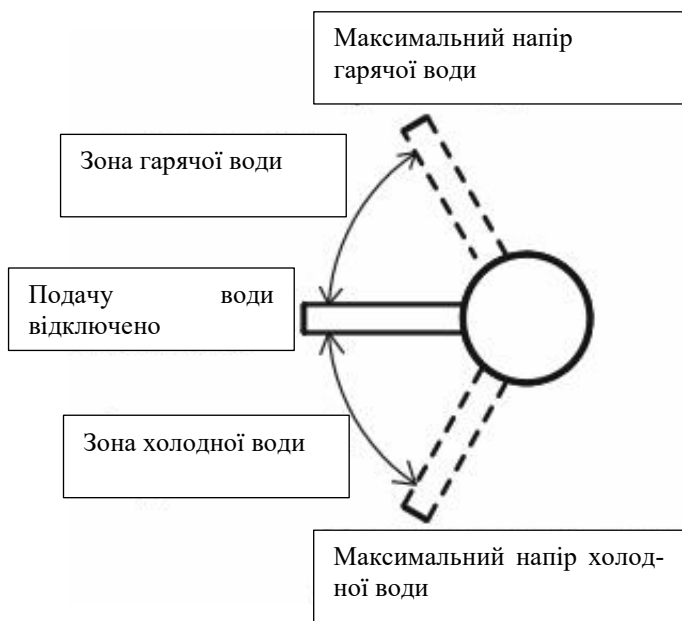 Максимальний напір
гарячої води
Зона гарячої води
Подачу води
відключено
Зона холодної води
Максимальний напір холод-
ної води